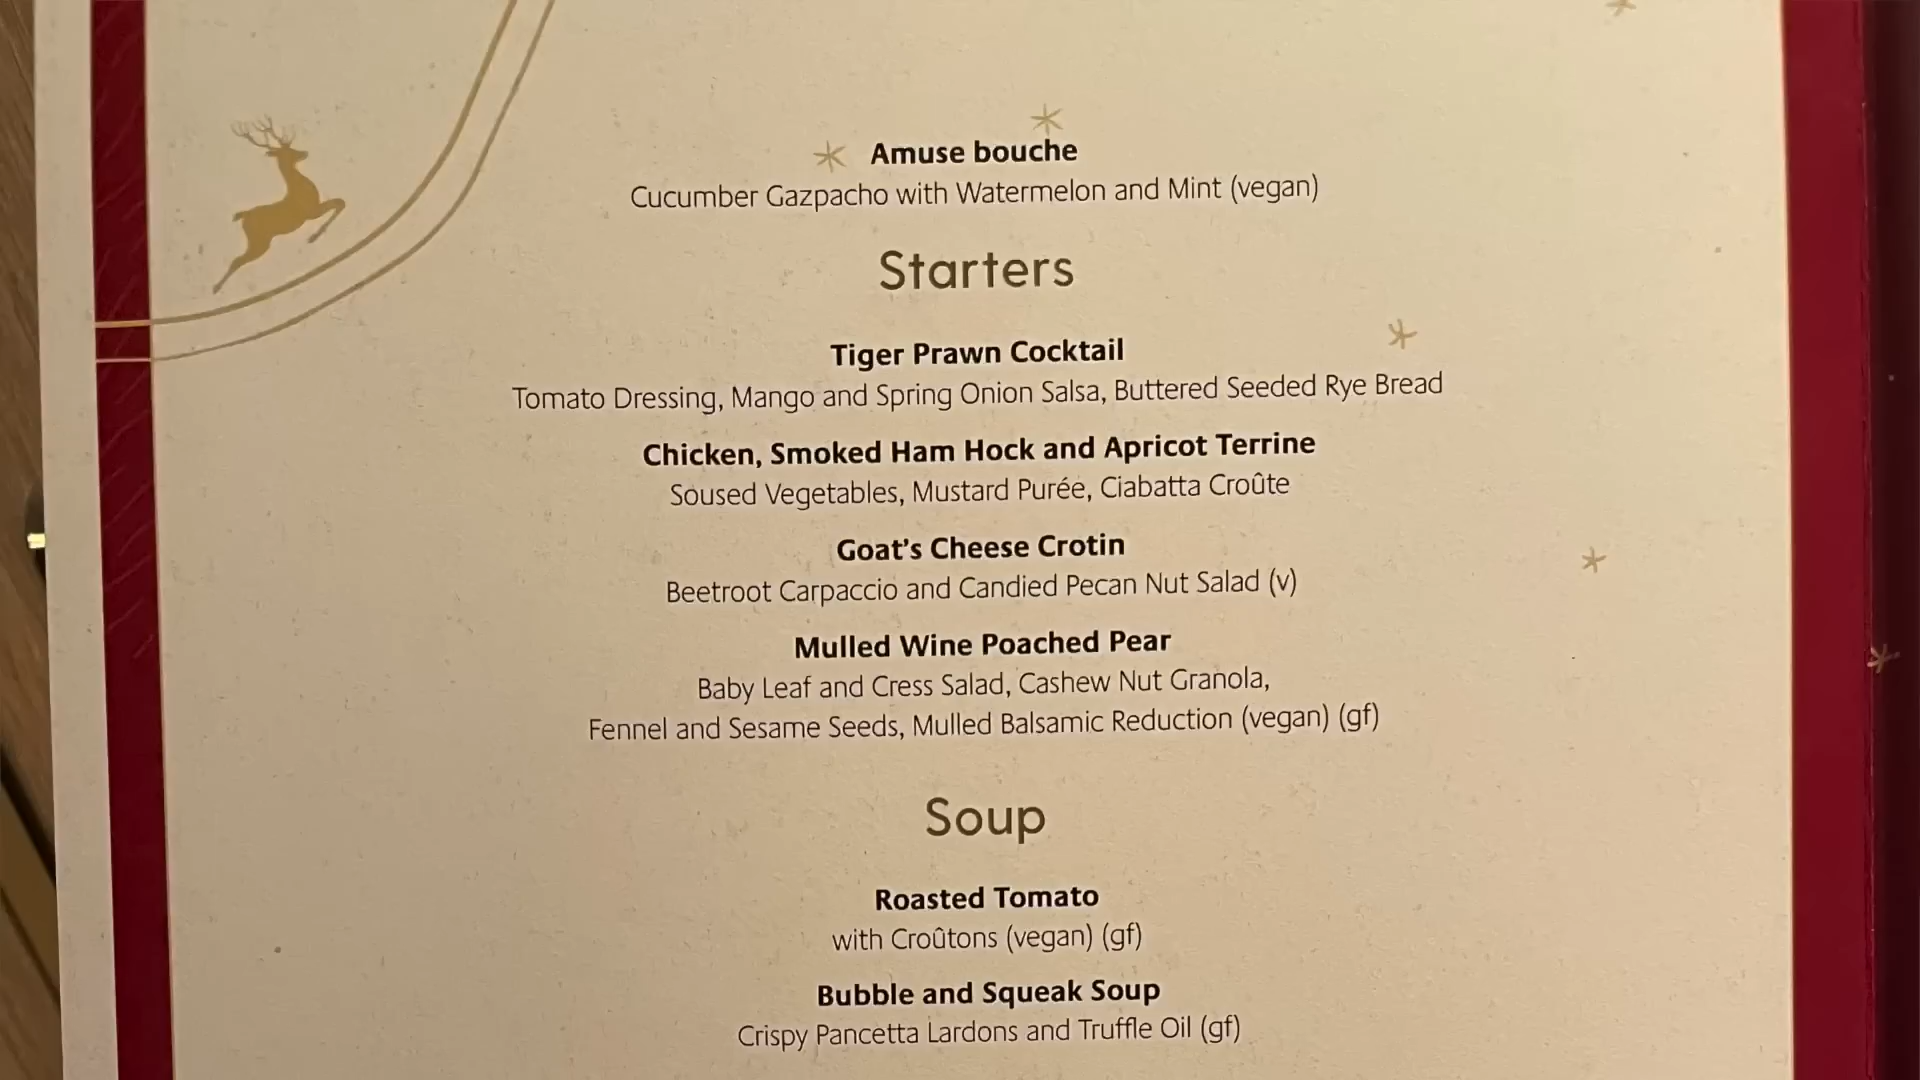 Amuse bouche
Cucumber Gazpacho with Watermelon and Mint (vegan)
Starters
Tiger Prawn Cocktail
Tomato Dressing, Mango and Spring Onion Salsa, Buttered Seeded Rye Bread
Chicken, Smoked Ham Hock and Apricot Terrine
Soused Vegetables, Mustard Purée, Ciabatta Croûte
Goat’s Cheese Crotin
Beetroot Carpaccio and Candied Pecan Nut Salad (v)
Mulled Wine Poached Pear
Baby Leaf and Cress Salad, Cashew Nut Granola,
Fennel and Sesame Seeds, Mulled Balsamic Reduction (vegan) (gf)
Soup
Roasted Tomato
with Croûtons (vegan) (gf)
Bubble and Squeak Soup
Crispy Pancetta Lardons and Truffle Oil (gf)